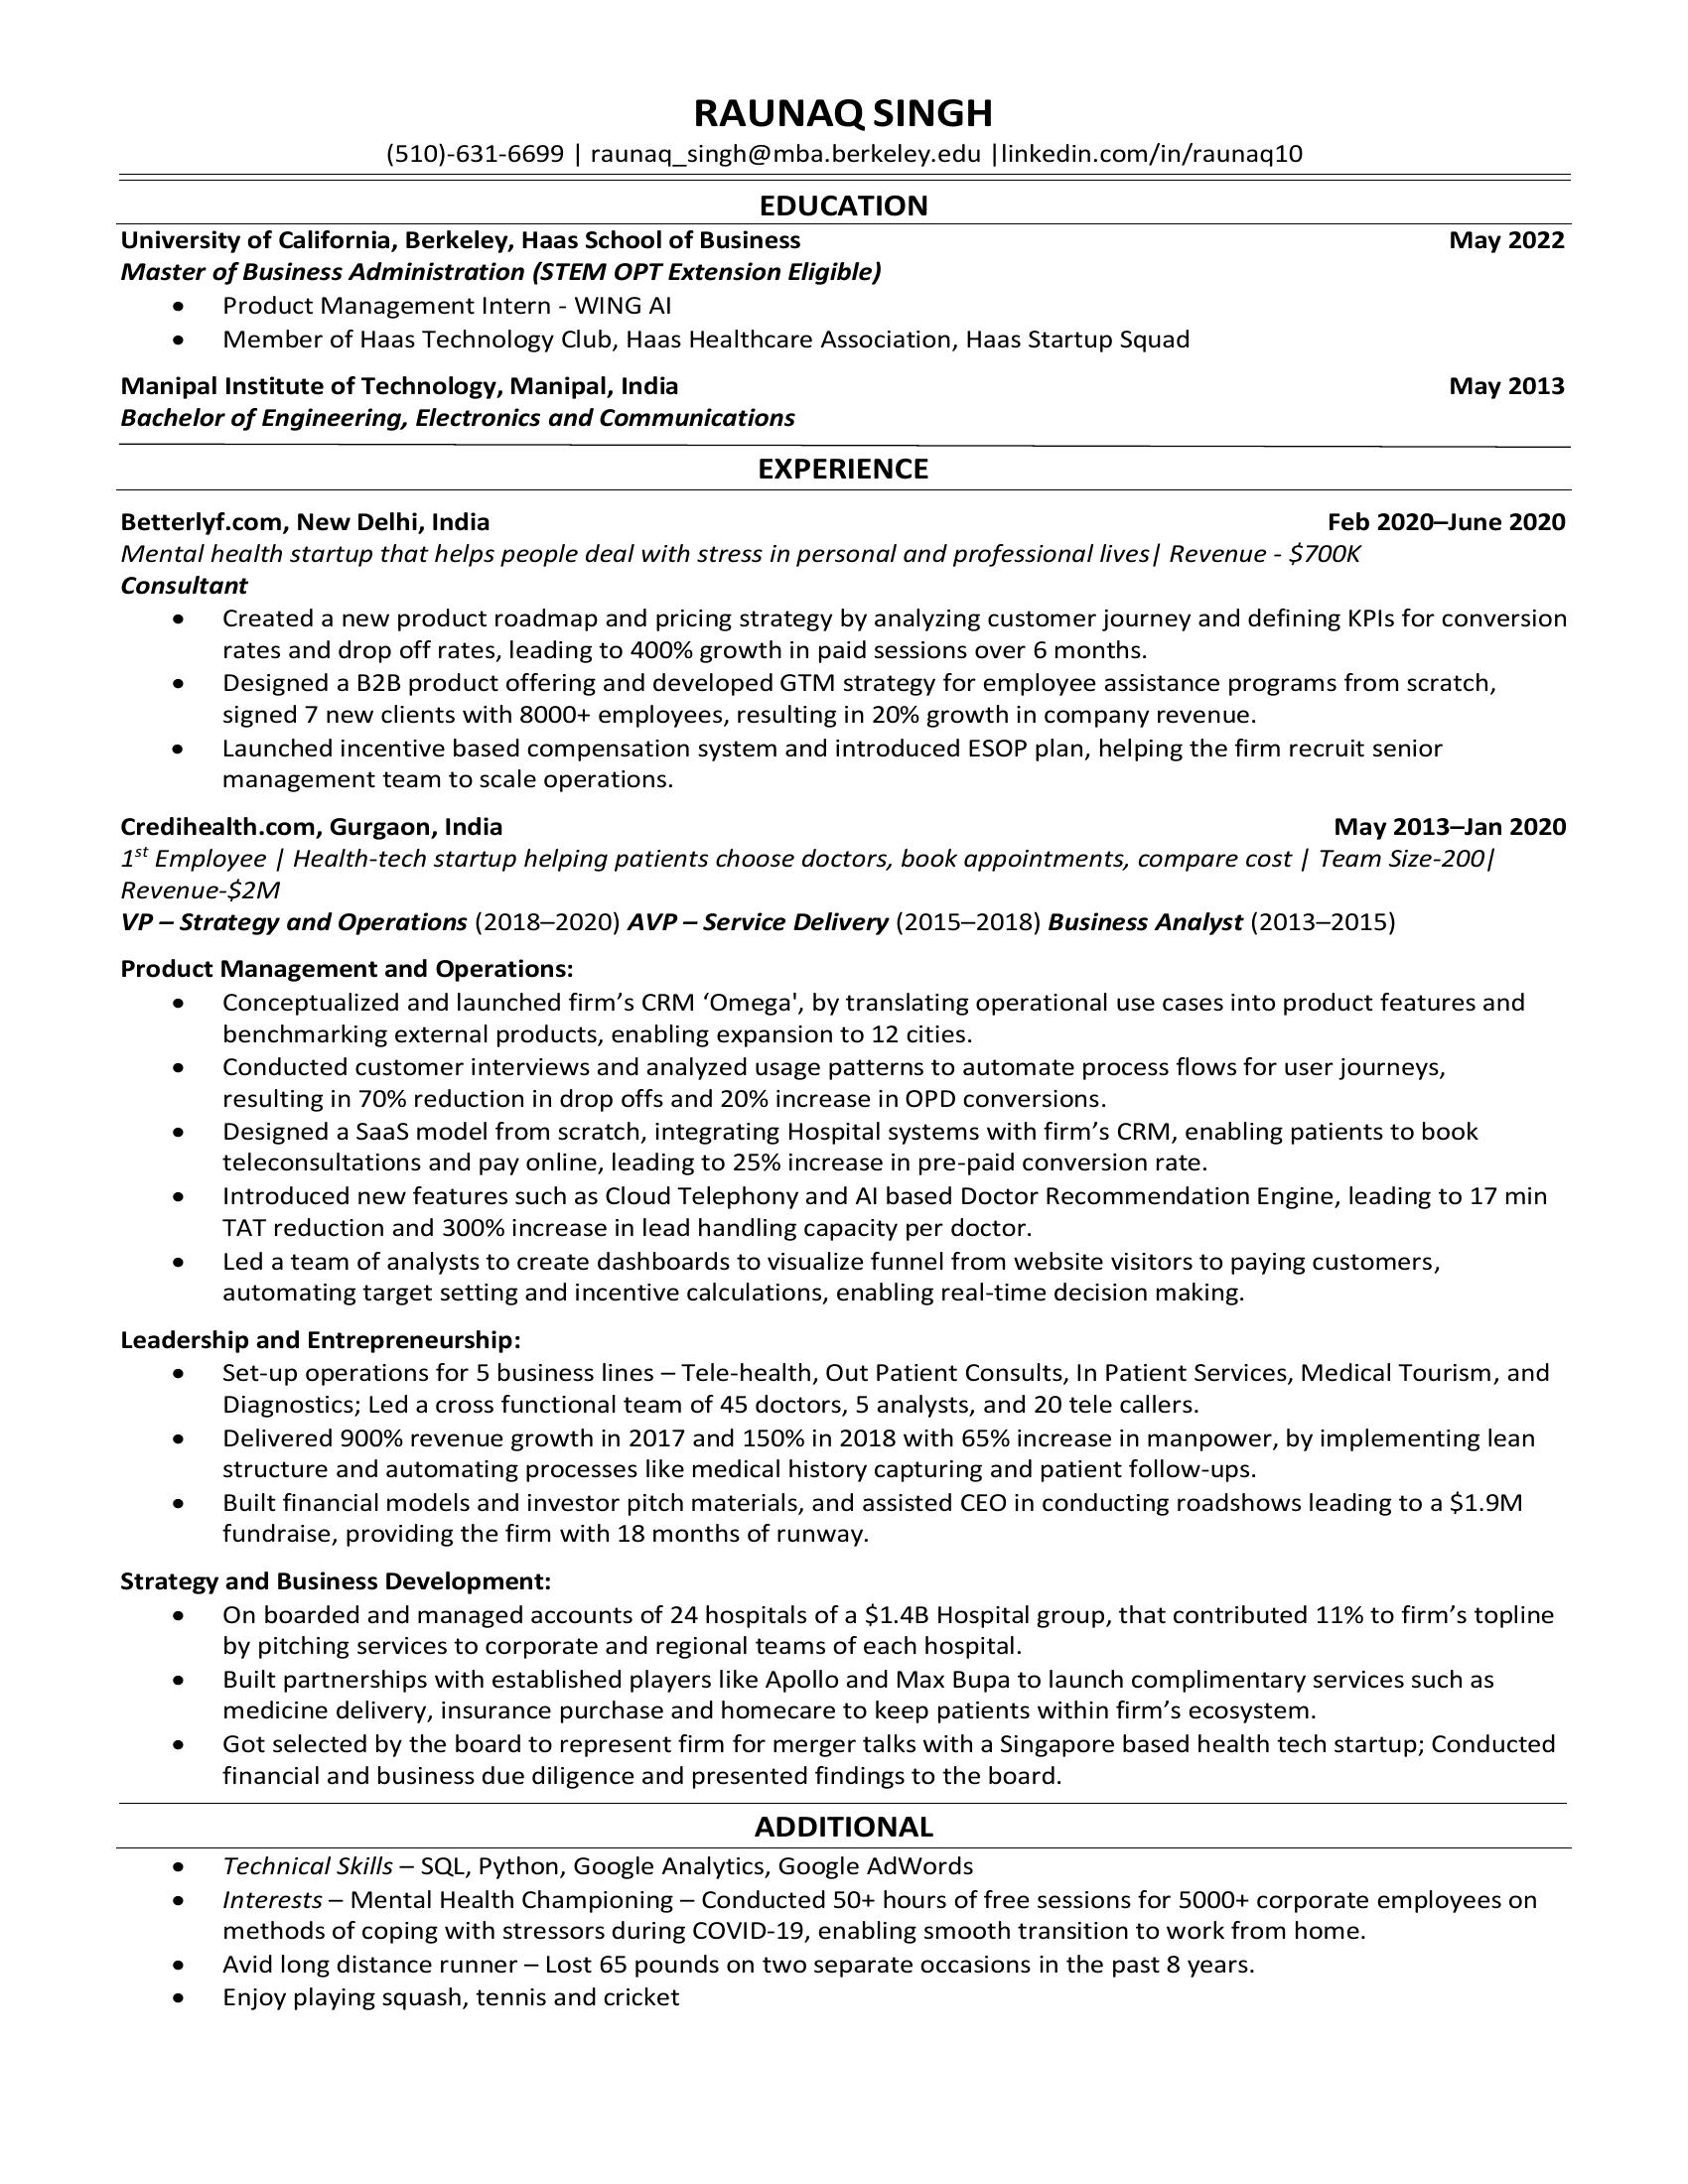 RAUNAQ SINGH
(510)-631-6699 | raunaq_singh@mba.berkeley.edu |linkedin.com/in/raunaq10
EDUCATION
University of California, Berkeley, Haas School of Business May 2022
Master of Business Administration (STEM OPT Extension Eligible)
• Product Management Intern - WING AI
• Member of Haas Technology Club, Haas Healthcare Association, Haas Startup Squad
Manipal Institute of Technology, Manipal, India May 2013
Bachelor of Engineering, Electronics and Communications
EXPERIENCE
Betterlyf.com, New Delhi, India Feb 2020–June 2020
Mental health startup that helps people deal with stress in personal and professional lives| Revenue - $700K
Consultant
• Created a new product roadmap and pricing strategy by analyzing customer journey and defining KPIs for conversion
rates and drop off rates, leading to 400% growth in paid sessions over 6 months.
• Designed a B2B product offering and developed GTM strategy for employee assistance programs from scratch,
signed 7 new clients with 8000+ employees, resulting in 20% growth in company revenue.
• Launched incentive based compensation system and introduced ESOP plan, helping the firm recruit senior
management team to scale operations.
Credihealth.com, Gurgaon, India May 2013–Jan 2020
1st Employee | Health-tech startup helping patients choose doctors, book appointments, compare cost | Team Size-200|
Revenue-$2M
VP – Strategy and Operations (2018–2020) AVP – Service Delivery (2015–2018) Business Analyst (2013–2015)
Product Management and Operations:
• Conceptualized and launched firm’s CRM ‘Omega', by translating operational use cases into product features and
benchmarking external products, enabling expansion to 12 cities.
• Conducted customer interviews and analyzed usage patterns to automate process flows for user journeys,
resulting in 70% reduction in drop offs and 20% increase in OPD conversions.
• Designed a SaaS model from scratch, integrating Hospital systems with firm’s CRM, enabling patients to book
teleconsultations and pay online, leading to 25% increase in pre-paid conversion rate.
• Introduced new features such as Cloud Telephony and AI based Doctor Recommendation Engine, leading to 17 min
TAT reduction and 300% increase in lead handling capacity per doctor.
• Led a team of analysts to create dashboards to visualize funnel from website visitors to paying customers,
automating target setting and incentive calculations, enabling real-time decision making.
Leadership and Entrepreneurship:
• Set-up operations for 5 business lines – Tele-health, Out Patient Consults, In Patient Services, Medical Tourism, and
Diagnostics; Led a cross functional team of 45 doctors, 5 analysts, and 20 tele callers.
• Delivered 900% revenue growth in 2017 and 150% in 2018 with 65% increase in manpower, by implementing lean
structure and automating processes like medical history capturing and patient follow-ups.
• Built financial models and investor pitch materials, and assisted CEO in conducting roadshows leading to a $1.9M
fundraise, providing the firm with 18 months of runway.
Strategy and Business Development:
• On boarded and managed accounts of 24 hospitals of a $1.4B Hospital group, that contributed 11% to firm’s topline
by pitching services to corporate and regional teams of each hospital.
• Built partnerships with established players like Apollo and Max Bupa to launch complimentary services such as
medicine delivery, insurance purchase and homecare to keep patients within firm’s ecosystem.
• Got selected by the board to represent firm for merger talks with a Singapore based health tech startup; Conducted
financial and business due diligence and presented findings to the board.
ADDITIONAL
• Technical Skills – SQL, Python, Google Analytics, Google AdWords
• Interests – Mental Health Championing – Conducted 50+ hours of free sessions for 5000+ corporate employees on
methods of coping with stressors during COVID-19, enabling smooth transition to work from home.
• Avid long distance runner – Lost 65 pounds on two separate occasions in the past 8 years.
• Enjoy playing squash, tennis and cricket